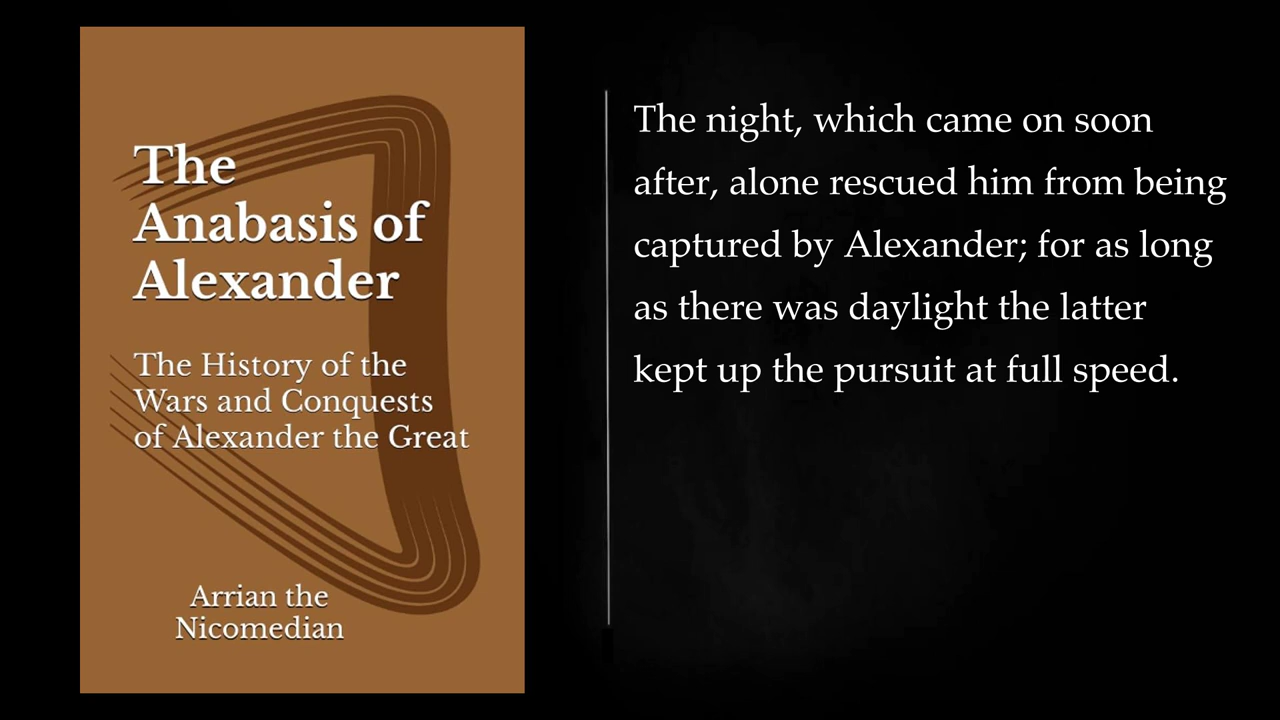 The
Anabasis of
Alexander
The History of the
Wars and Conquests
of Alexander the Great
Arrian the
Nicomedian
The night, which came on soon
after, alone rescued him from being
captured by Alexander; for as long
as there was daylight the latter
kept up the pursuit at full speed.